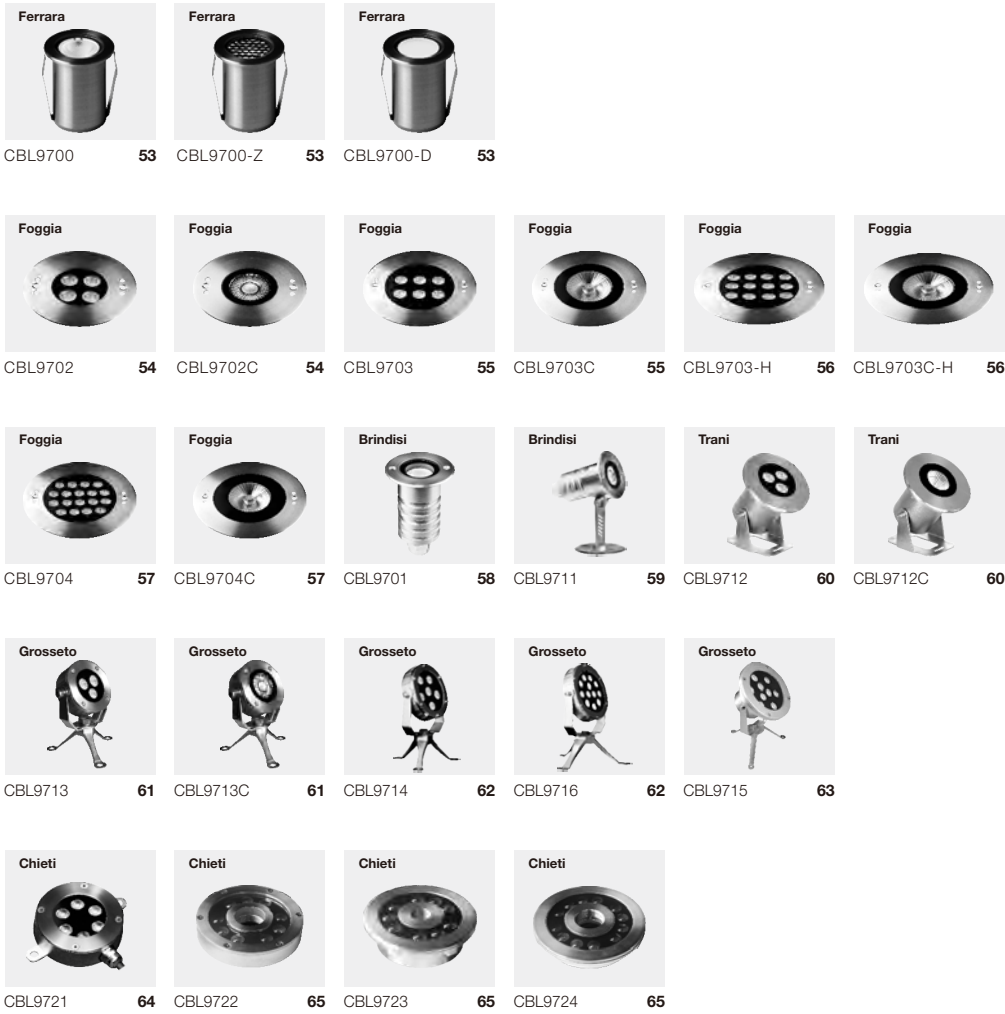 Ferrara Ferrara Ferrara
CBL9700 53 CBL9700-Z 53 CBL9700-D 53
Foggia Foggia Foggia Foggia Foggia Foggia
CBL9702 54 CBL9702C 54 CBL9703 55 CBL9703C 55 CBL9703-H 56 CBL9703C-H 56
Foggia Foggia Brindisi Brindisi Trani Trani
CBL9704 57 CBL9704C 57 CBL9701 58 CBL9711 59 CBL9712 60 CBL9712C 60
Grosseto Grosseto Grosseto Grosseto Grosseto
CBL9713 61 CBL9713C 61 CBL9714 62 CBL9716 62 CBL9715 63
Chieti Chieti Chieti Chieti
CBL9721 64 CBL9722 65 CBL9723 65 CBL9724 65